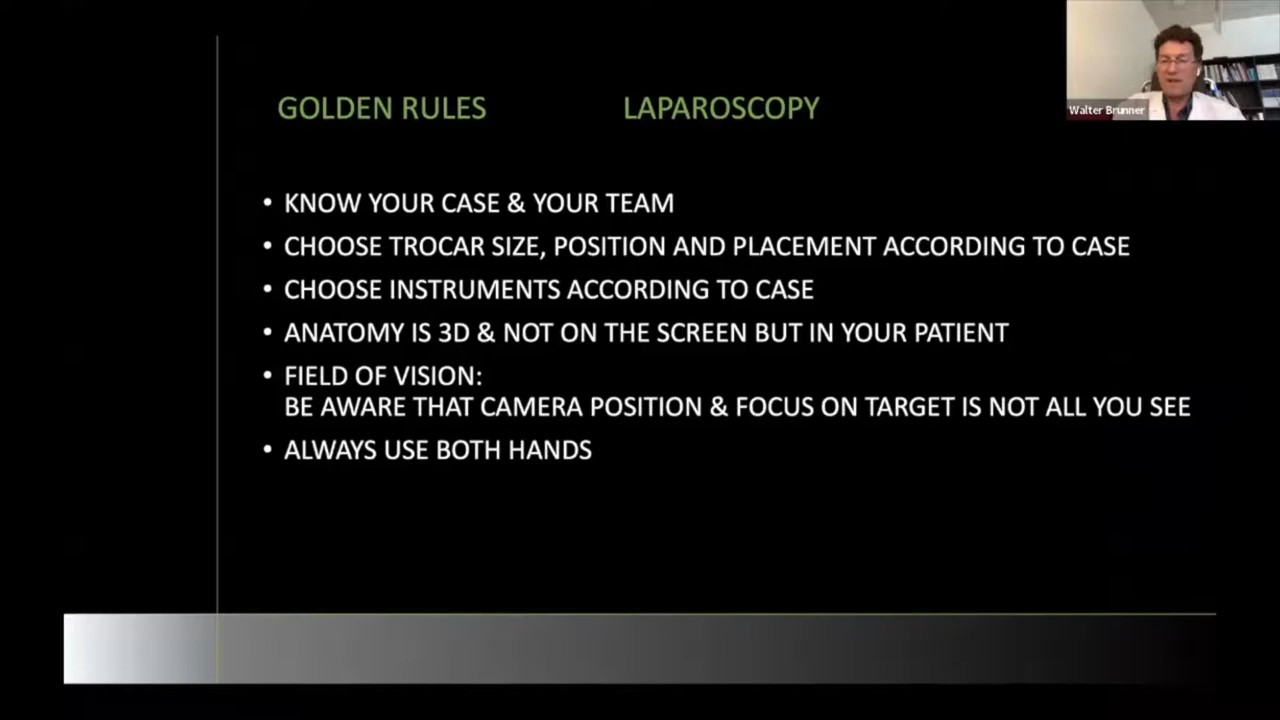 GOLDEN RULES LAPAROSCOPY
Walter Brunner
• KNOW YOUR CASE & YOUR TEAM
• CHOOSE TROCAR SIZE, POSITION AND PLACEMENT ACCORDING TO CASE
• CHOOSE INSTRUMENTS ACCORDING TO CASE
• ANATOMY IS 3D & NOT ON THE SCREEN BUT IN YOUR PATIENT
• FIELD OF VISION:
BE AWARE THAT CAMERA POSITION & FOCUS ON TARGET IS NOT ALL YOU SEE
• ALWAYS USE BOTH HANDS